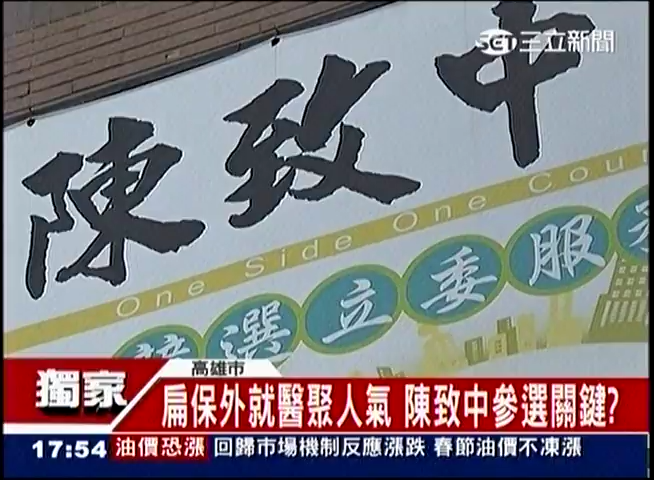 SET三立新聞
陳致中
One Side One Cou
選立委服
獨家
高雄市
扁保外就醫聚人氣 陳致中參選關鍵?
17:54 油價恐漲 回歸市場機制反應漲跌 春節油價不凍漲